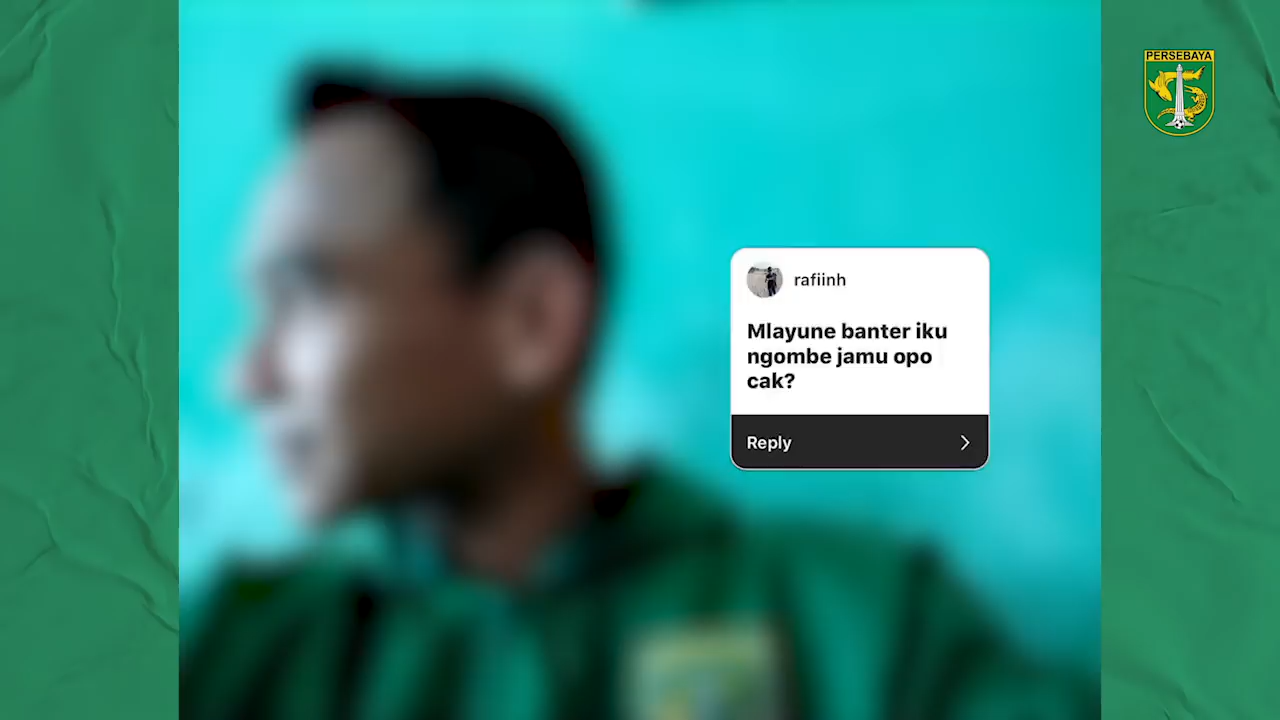 PERSEBAYA
rafiinh
Mlayune banter iku
ngombe jamu opo
cak?
Reply